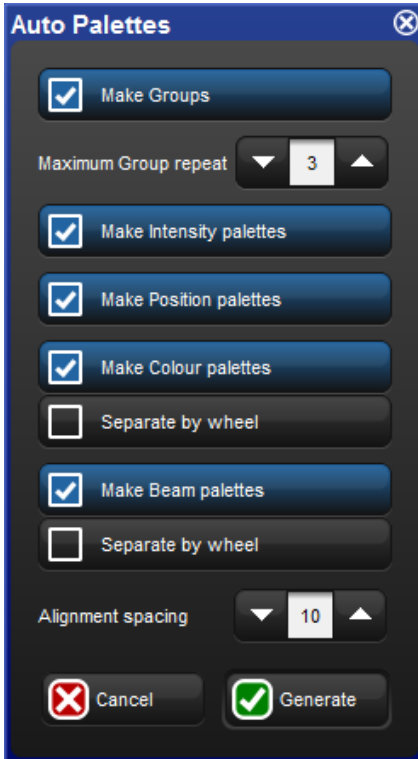 Auto Palettes
Make Groups
Maximum Group repeat 3
Make Intensity palettes
Make Position palettes
Make Colour palettes
Separate by wheel
Make Beam palettes
Separate by wheel
Alignment spacing 10
Cancel Generate